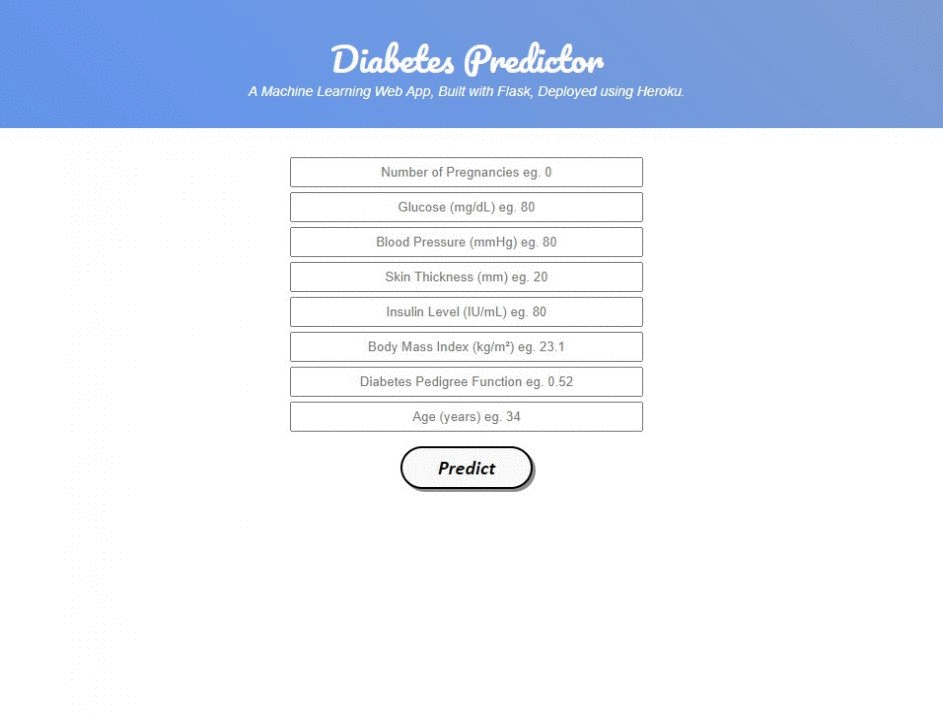 Diabetes Predictor
A Machine Learning Web App, Built with Flask, Deployed using Heroku.
Number of Pregnancies eg. 0
Glucose (mg/dL) eg. 80
Blood Pressure (mmHg) eg. 80
Skin Thickness (mm) eg. 20
Insulin Level (IU/mL) eg. 80
Body Mass Index (kg/m²) eg. 23.1
Diabetes Pedigree Function eg. 0.52
Age (years) eg. 34
Predict